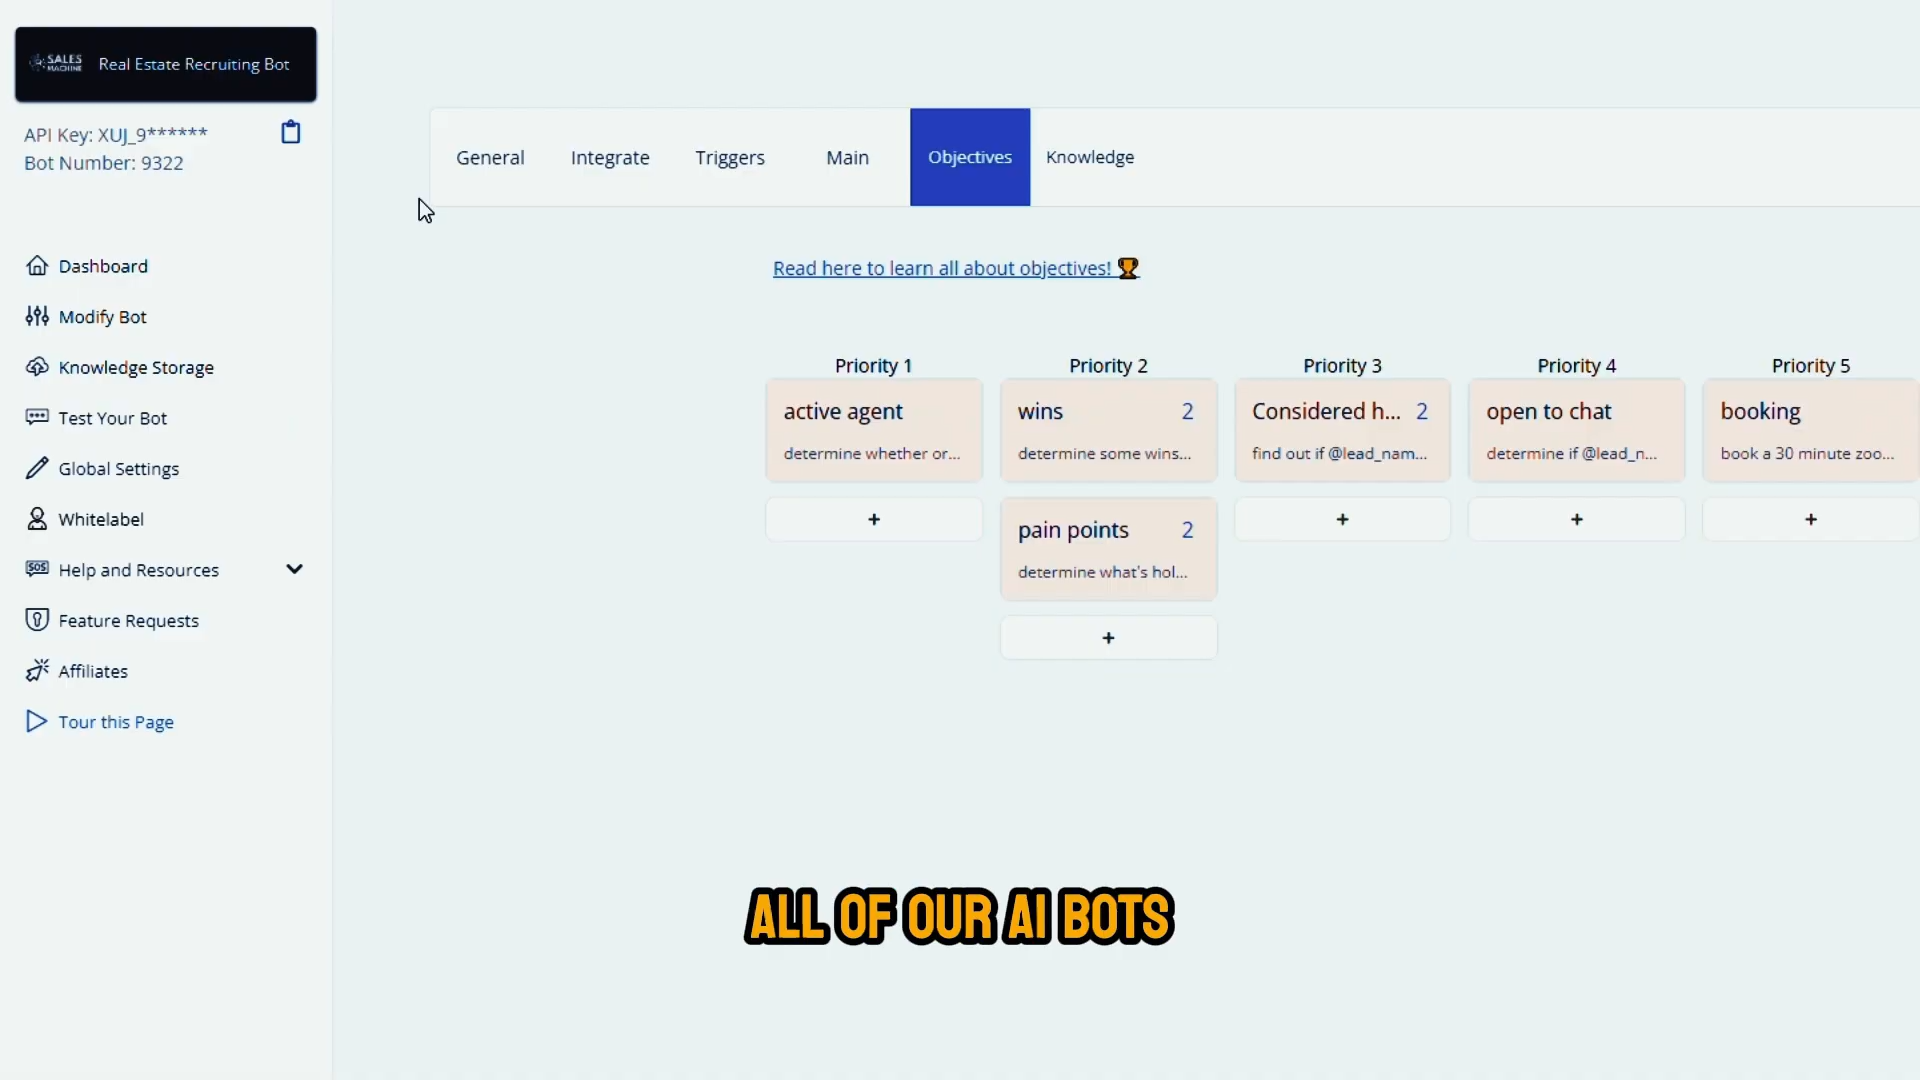 SALES
MACHINE
Real Estate Recruiting Bot
API Key: XUJ_9******
Bot Number: 9322
Dashboard
Modify Bot
Knowledge Storage
Test Your Bot
Global Settings
Whitelabel
SOS
Help and Resources
Feature Requests
Affiliates
Tour this Page
General
Integrate
Triggers
Main
Objectives
Knowledge
Read here to learn all about objectives! 🏆
Priority 1
active agent
determine whether or...
+
Priority 2
wins 2
determine some wins...
pain points 2
determine what's hol...
+
Priority 3
Considered h... 2
find out if @lead_nam...
+
Priority 4
open to chat
determine if @lead_n...
+
Priority 5
booking
book a 30 minute zoo...
+
ALL OF OUR AI BOTS